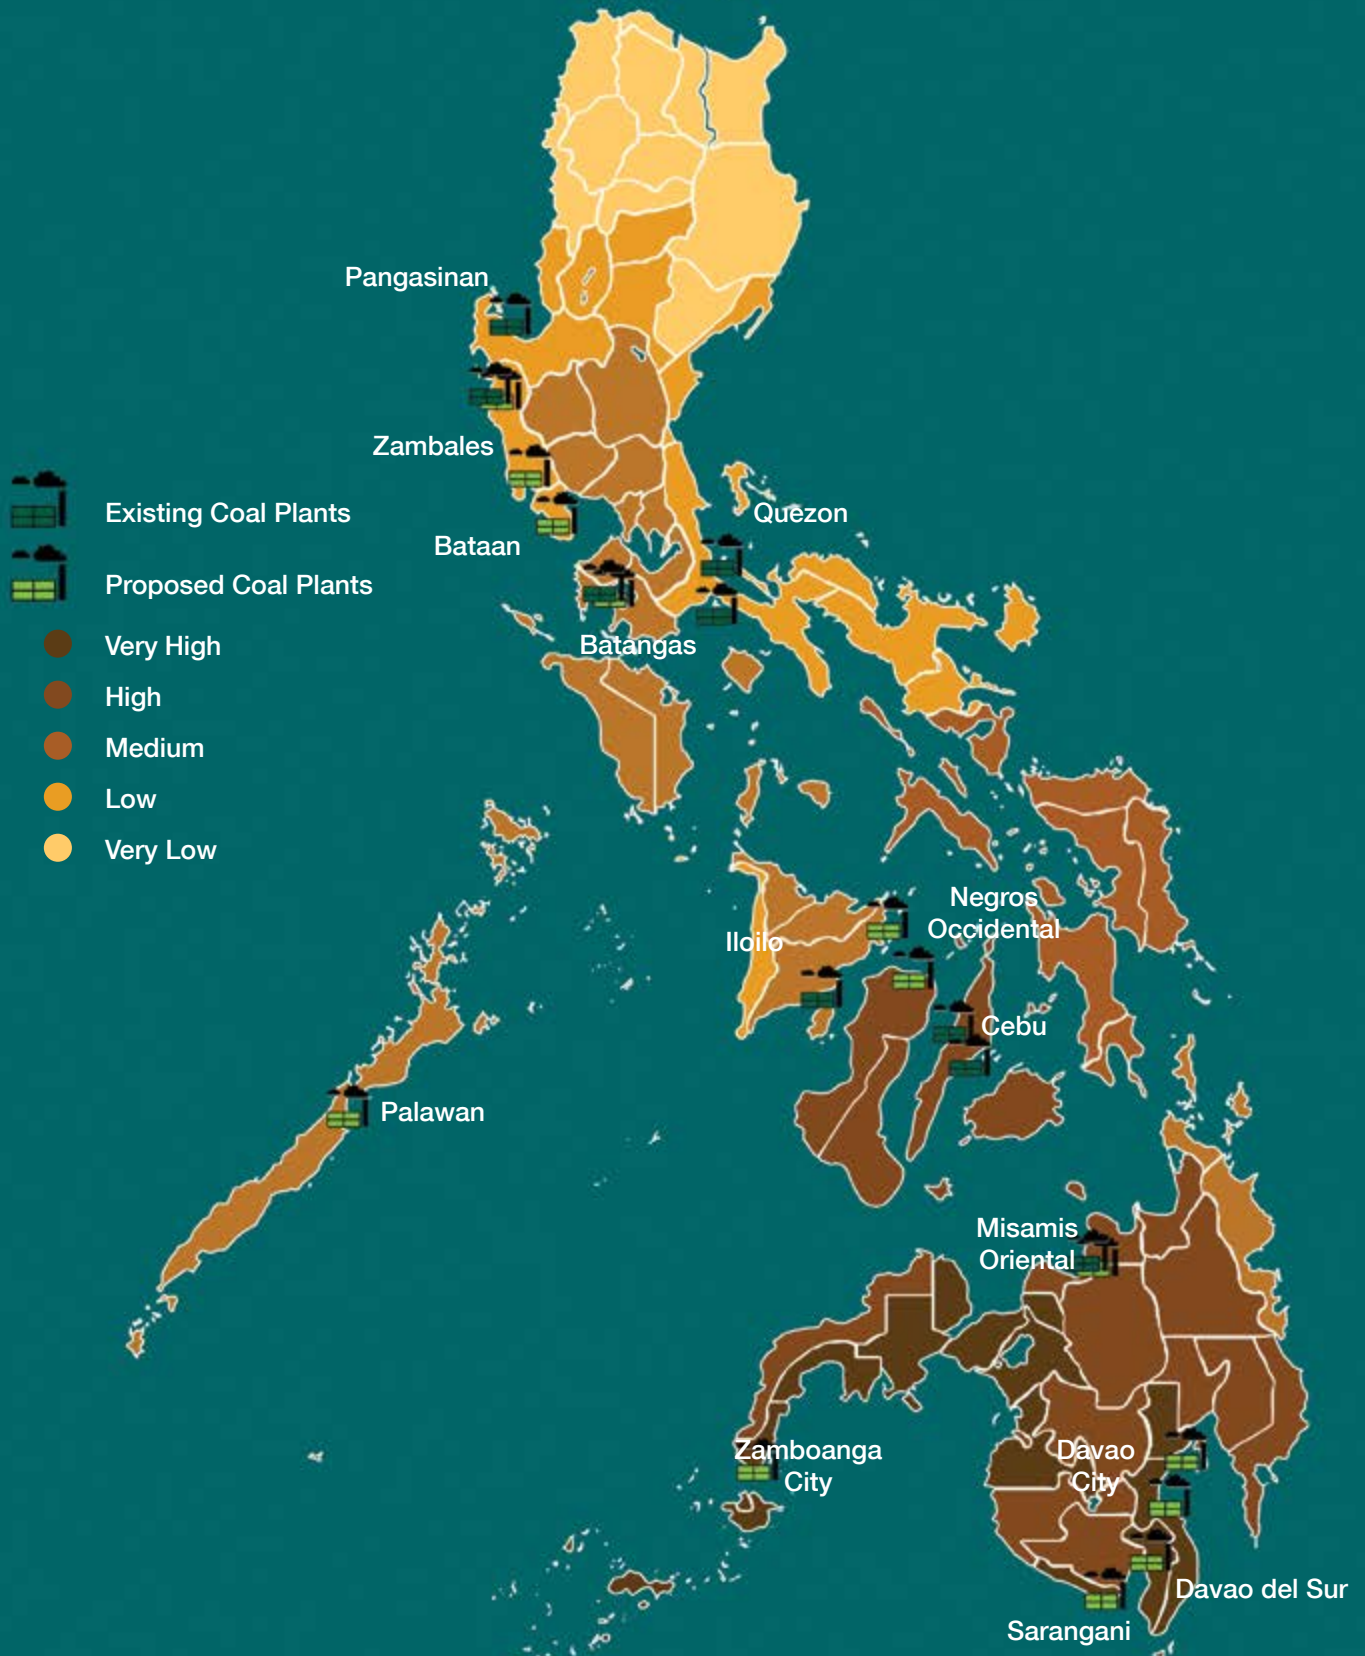 Pangasinan
Zambales
Existing Coal Plants
Quezon
Bataan
Proposed Coal Plants
Very High
Batangas
High
Medium
Low
Very Low
Negros
Occidental
Iloilo
Cebu
Palawan
Misamis
Oriental
Zamboanga
City
Davao
City
Davao del Sur
Sarangani